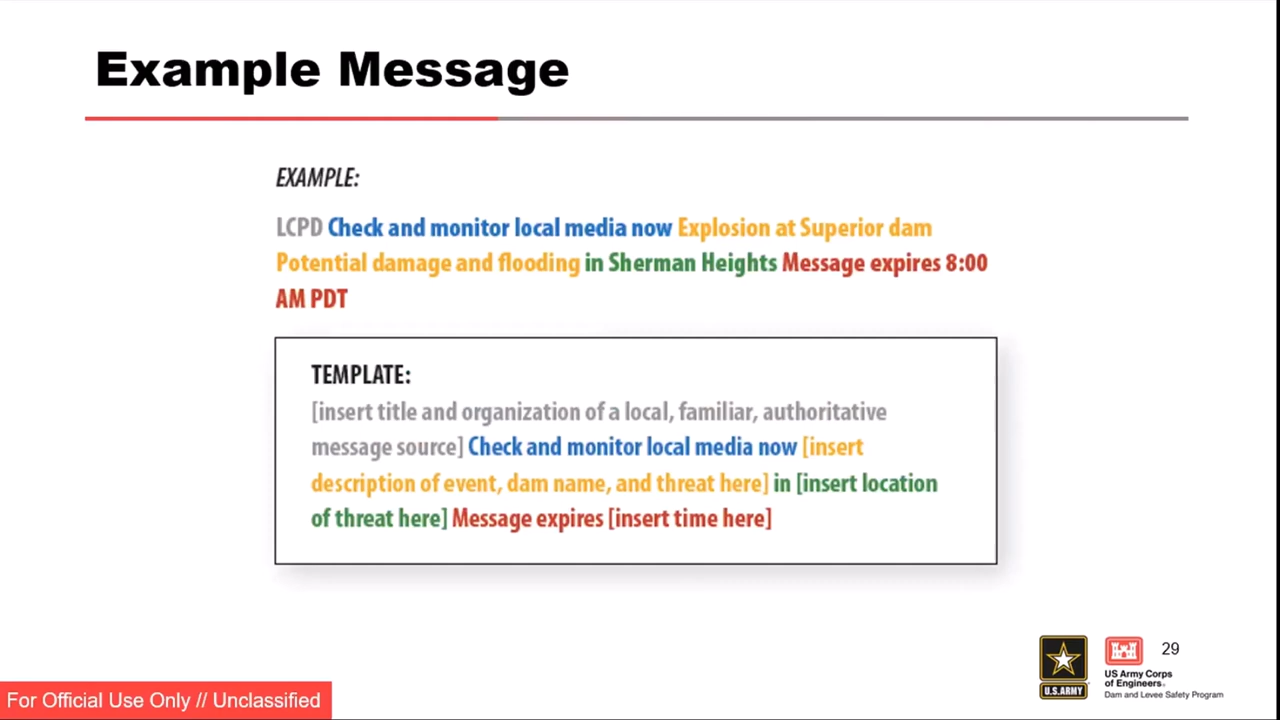 Example Message
EXAMPLE:
LCPD Check and monitor local media now Explosion at Superior dam
Potential damage and flooding in Sherman Heights Message expires 8:00
AM PDT
TEMPLATE:
[insert title and organization of a local, familiar, authoritative
message source] Check and monitor local media now [insert
description of event, dam name, and threat here] in [insert location
of threat here] Message expires [insert time here]
U.S.ARMY
US Army Corps
of Engineers®
Dam and Levee Safety Program
29
For Official Use Only // Unclassified